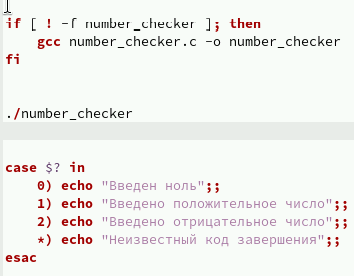 if [ ! -f number_checker ]; then
gcc number_checker.c -o number_checker
fi
./number_checker
case $? in
0) echo "Введен ноль";;
1) echo "Введено положительное число";;
2) echo "Введено отрицательное число";;
*) echo "Неизвестный код завершения";;
esac